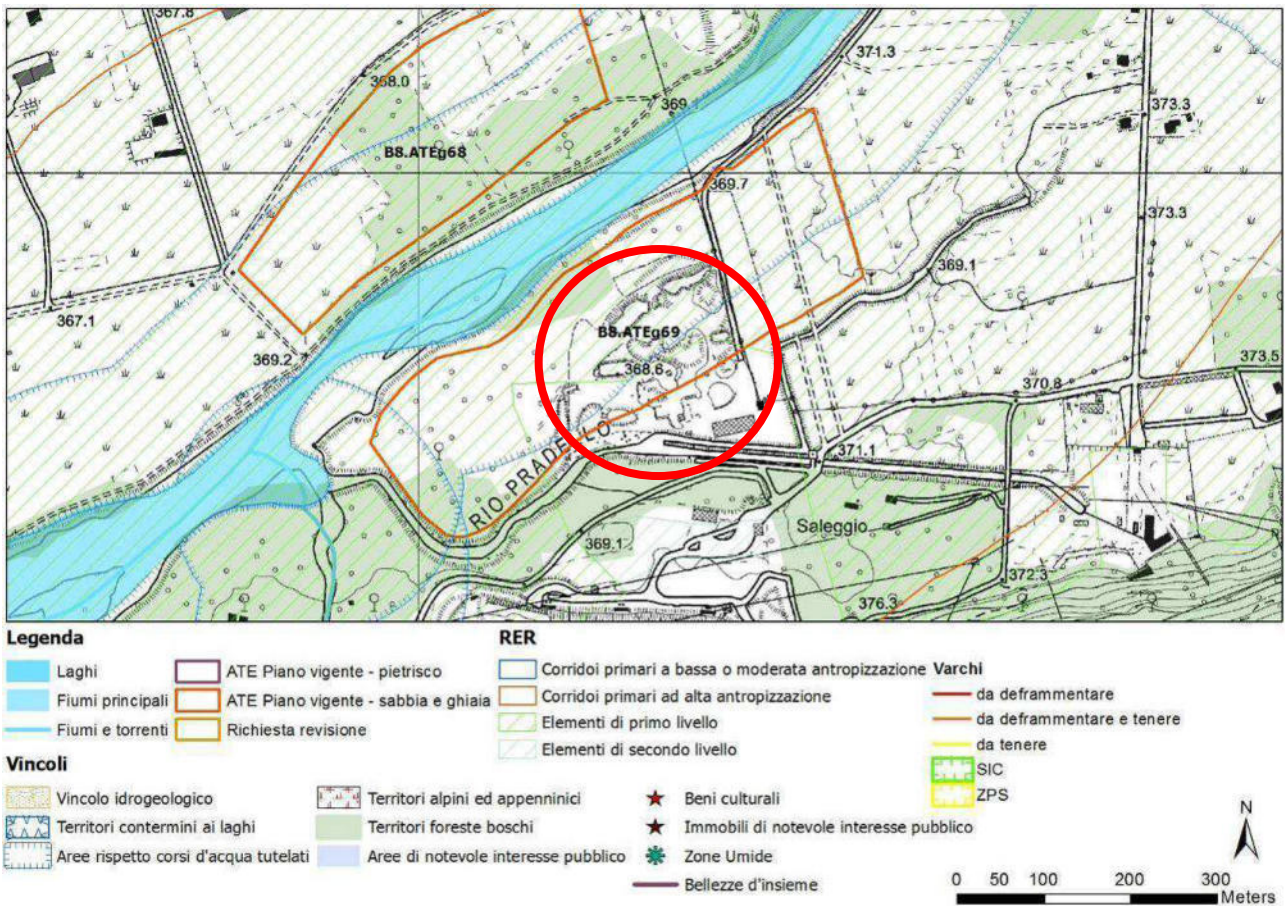 367.8
371.3
368.0
369.1
373.3
B8.ATEg68
369.7
373.3
369.1
367.1
B8.ATEg69
369.2
368.6
373.5
370.8
RIO PRADELLO
371.1
Saleggio
369.1
372.3
376.3
Legenda
Laghi
Fiumi principali
Fiumi e torrenti
ATE Piano vigente - pietrisco
ATE Piano vigente - sabbia e ghiaia
Richiesta revisione
RER
Corridoi primari a bassa o moderata antropizzazione
Corridoi primari ad alta antropizzazione
Elementi di primo livello
Elementi di secondo livello
Varchi
da deframmentare
da deframmentare e tenere
da tenere
SIC
ZPS
Vincoli
Vincolo idrogeologico
Territori contermini ai laghi
Aree rispetto corsi d'acqua tutelati
Territori alpini ed appenninici
Territori foreste boschi
Aree di notevole interesse pubblico
Beni culturali
Immobili di notevole interesse pubblico
Zone Umide
Bellezze d'insieme
N
0 50 100 200 300
Meters